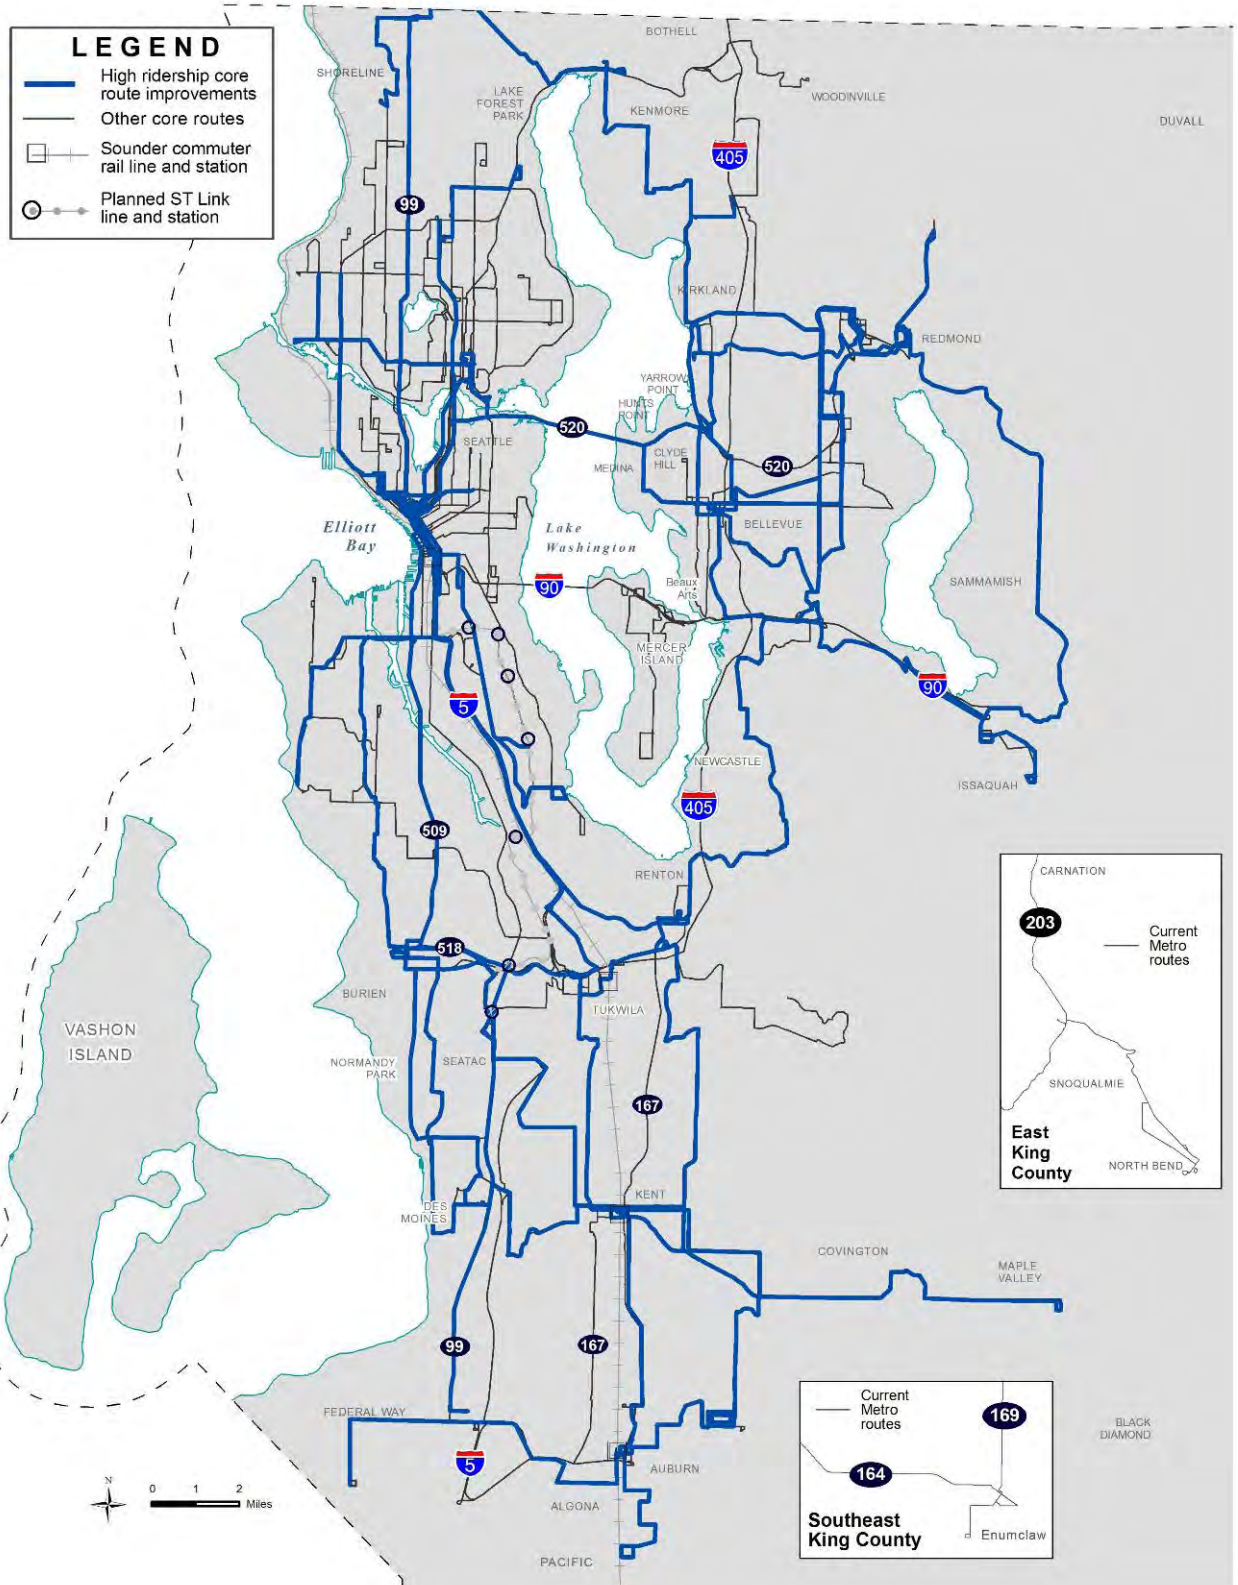 LEGEND
High ridership core
route improvements
Other core routes
Sounder commuter
rail line and station
Planned ST Link
line and station
BOTHELL
SHORELINE
LAKE
FOREST
PARK
KENMORE
WOODINVILLE
DUVALL
405
99
KIRKLAND
REDMOND
YARROW
POINT
HUNTS
POINT
520
SEATTLE
MEDINA
CLYDE
HILL
520
Elliott
Bay
Lake
Washington
BELLEVUE
90
Beaux
Arts
SAMMAMISH
MERCER
ISLAND
90
5
NEWCASTLE
ISSAQUAH
405
509
RENTON
518
BURIEN
TUKWILA
VASHON
ISLAND
NORMANDY
PARK
SEATAC
167
KENT
DES
MOINES
COVINGTON
MAPLE
VALLEY
99
167
FEDERAL WAY
BLACK
DIAMOND
5
AUBURN
ALGONA
PACIFIC
N
0 1 2
Miles
CARNATION
203
Current
Metro
routes
SNOQUALMIE
East
King
County
NORTH BEND
Current
Metro
routes
169
164
Southeast
King County
Enumclaw